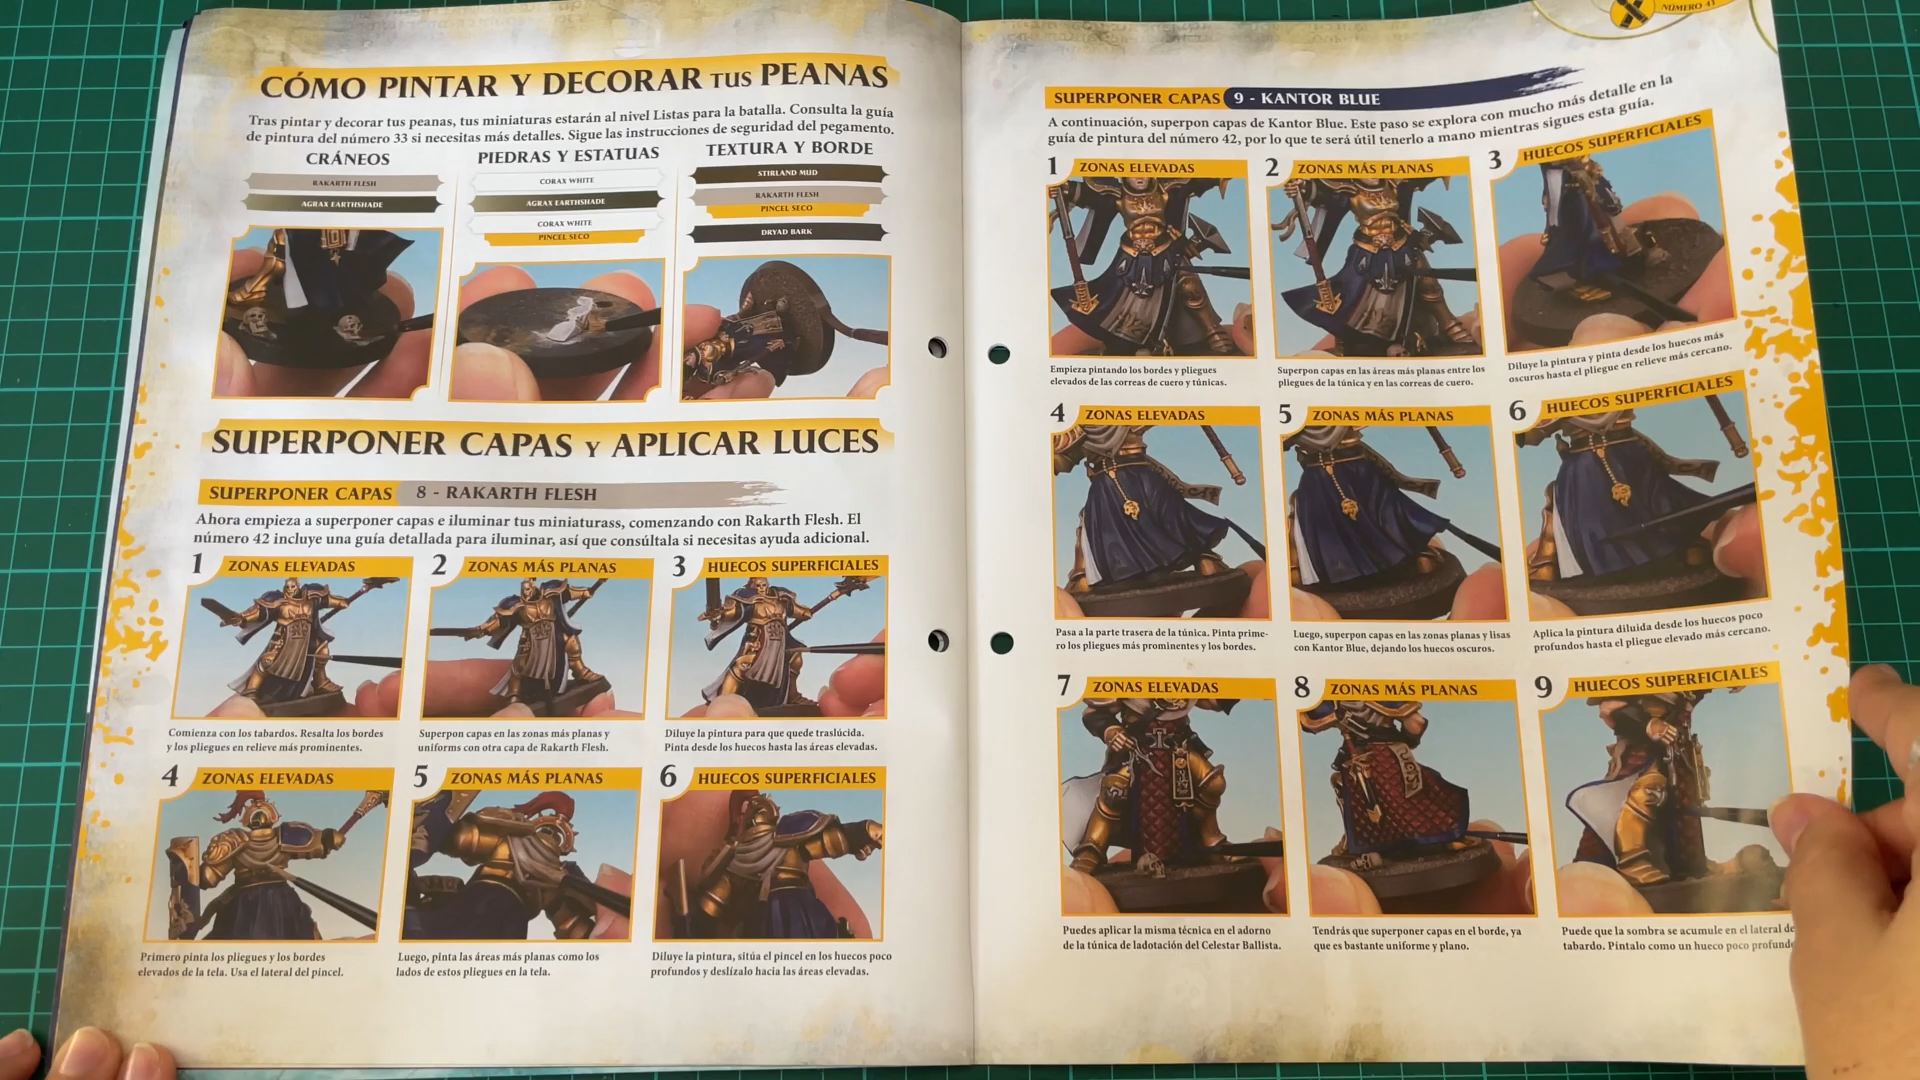 CÓMO PINTAR Y DECORAR TUS PEANAS
Tras pintar y decorar tus peanas, tus miniaturas estarán al nivel Listas para la batalla. Consulta la guía
de pintura del número 33 si necesitas más detalles. Sigue las instrucciones de seguridad del pegamento.
CRÁNEOS
RAKARTH FLESH
AGRAX EARTHSHADE
PIEDRAS Y ESTATUAS
CORAX WHITE
AGRAX EARTHSHADE
CORAX WHITE
PINCEL SECO
TEXTURA Y BORDE
STIRLAND MUD
RAKARTH FLESH
PINCEL SECO
DRYAD BARK
SUPERPONER CAPAS Y APLICAR LUCES
SUPERPONER CAPAS 8 - RAKARTH FLESH
Ahora empieza a superponer capas e iluminar tus miniaturass, comenzando con Rakarth Flesh. El
número 42 incluye una guía detallada para iluminar, así que consúltala si necesitas ayuda adicional.
1 ZONAS ELEVADAS
Comienza con los tabardos. Resalta los bordes
y los pliegues en relieve más prominentes.
2 ZONAS MÁS PLANAS
Superpon capas en las zonas más planas y
uniforms con otra capa de Rakarth Flesh.
3 HUECOS SUPERFICIALES
Diluye la pintura para que quede traslúcida.
Pinta desde los huecos hasta las áreas elevadas.
4 ZONAS ELEVADAS
Primero pinta los pliegues y los bordes
elevados de la tela. Usa el lateral del pincel.
5 ZONAS MÁS PLANAS
Luego, pinta las áreas más planas como los
lados de estos pliegues en la tela.
6 HUECOS SUPERFICIALES
Diluye la pintura, sitúa el pincel en los huecos poco
profundos y deslízalo hacia las áreas elevadas.
NÚMERO
SUPERPONER CAPAS 9 - KANTOR BLUE
A continuación, superpon capas de Kantor Blue. Este paso se explora con mucho más detalle en la
guía de pintura del número 42, por lo que te será útil tenerlo a mano mientras sigues esta guía.
1 ZONAS ELEVADAS
Empieza pintando los bordes y pliegues
elevados de las correas de cuero y túnicas.
2 ZONAS MÁS PLANAS
Superpon capas en las áreas más planas entre los
pliegues de la túnica y en las correas de cuero.
3 HUECOS SUPERFICIALES
Diluye la pintura y pinta desde los huecos más
oscuros hasta el pliegue en relieve más cercano.
4 ZONAS ELEVADAS
Pasa a la parte trasera de la túnica. Pinta prime-
ro los pliegues más prominentes y los bordes.
5 ZONAS MÁS PLANAS
Luego, superpon capas en las zonas planas y lisas
con Kantor Blue, dejando los huecos oscuros.
6 HUECOS SUPERFICIALES
Aplica la pintura diluida desde los huecos poco
profundos hasta el pliegue elevado más cercano.
7 ZONAS ELEVADAS
Puedes aplicar la misma técnica en el adorno
de la túnica de ladotación del Celestar Ballista.
8 ZONAS MÁS PLANAS
Tendrás que superponer capas en el borde, ya
que es bastante uniforme y plano.
9 HUECOS SUPERFICIALES
Puede que la sombra se acumule en el lateral de
tabardo. Píntalo como un hueco poco